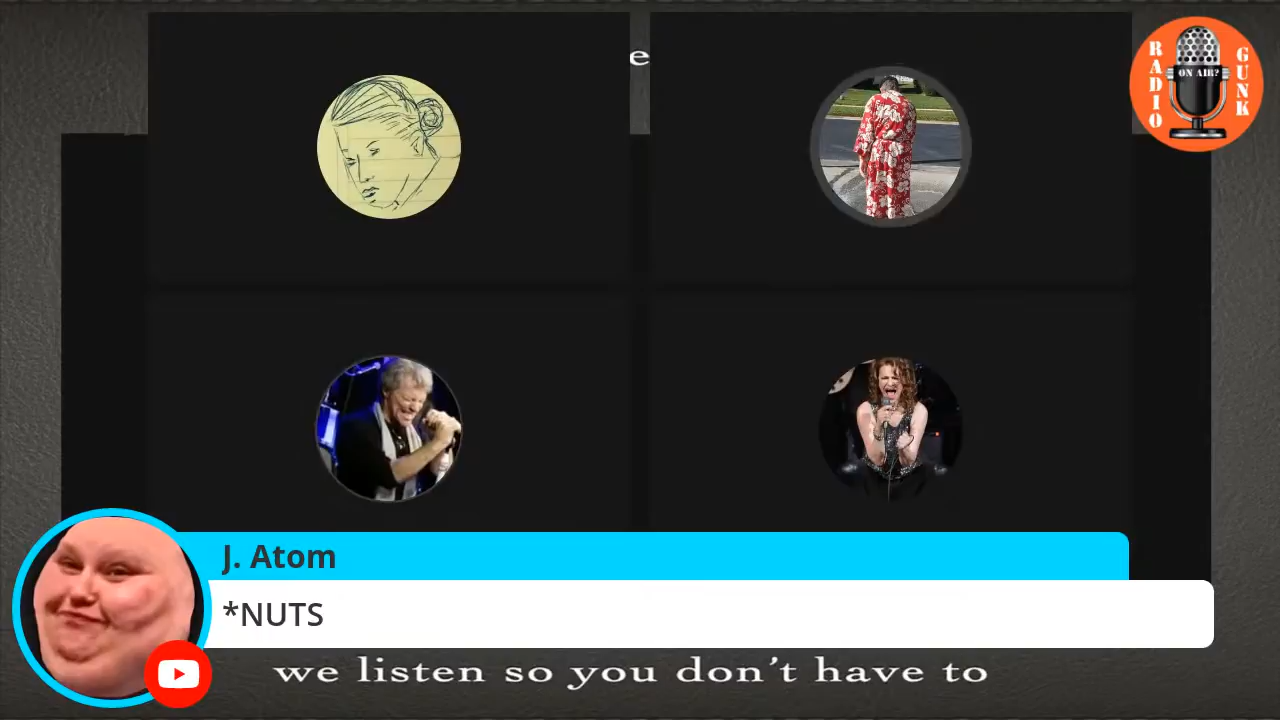 e
RADIO
ON AIR?
GUNK
J. Atom
*NUTS
we listen so you don't have to